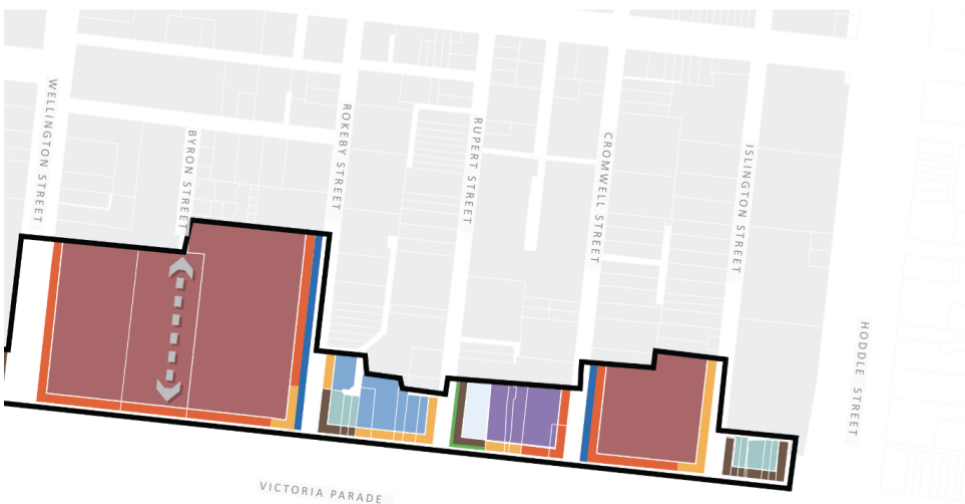 WELLINGTON STREET
BYRON STREET
ROKEBY STREET
RUPERT STREET
CROMWELL STREET
ISLINGTON STREET
HODDLE STREET
VICTORIA PARADE